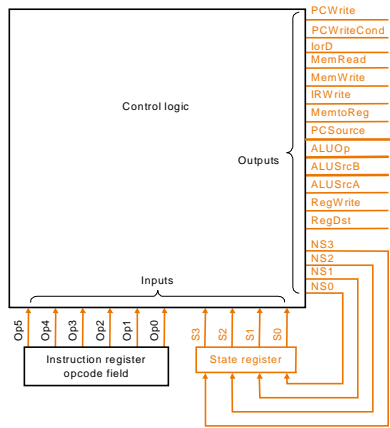 PCWrite
PCWriteCond
IorD
MemRead
MemWrite
IRWrite
MemtoReg
PCSource
ALUOp
ALUSrcB
ALUSrcA
RegWrite
RegDst
NS3
NS2
NS1
NS0
Control logic
Outputs
Inputs
Op5
Op4
Op3
Op2
Op1
Op0
S3
S2
S1
S0
Instruction register
opcode field
State register